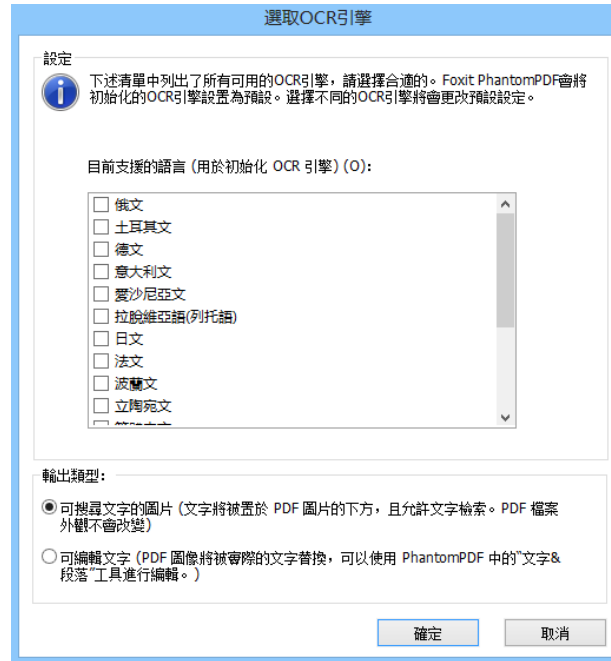 選取OCR引擎
設定
下述清單中列出了所有可用的OCR引擎，請選擇合適的。Foxit PhantomPDF會將
初始化的OCR引擎設置為預設。選擇不同的OCR引擎將會更改預設設定。
目前支援的語言 (用於初始化 OCR 引擎) (O):
俄文
土耳其文
德文
意大利文
愛沙尼亞文
拉脫維亞語(列托語)
日文
法文
波蘭文
立陶宛文
輸出類型:
可搜尋文字的圖片 (文字將被置於 PDF 圖片的下方，且允許文字檢索。PDF 檔案
外觀不會改變)
可編輯文字 (PDF 圖像將被實際的文字替換，可以使用 PhantomPDF 中的"文字&
段落"工具進行編輯。)
確定
取消